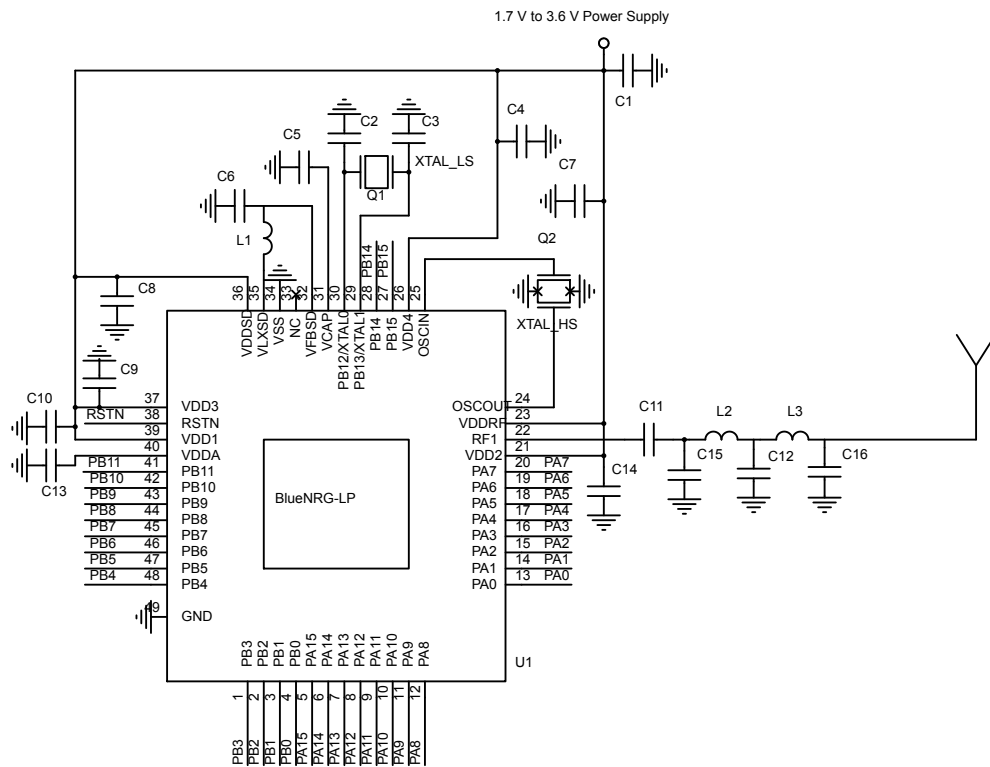 1.7 V to 3.6 V Power Supply
C1
C4
C2
C3
C5
XTAL_LS
C7
Q1
C6
L1
Q2
PB14
PB15
C8
36
35
34
33
32
31
30
29
28
27
26
25
VDDSD
VLXSD
VSS
NC
VFBSD
VCAP
PB12/XTAL0
PB13/XTAL1
PB14
PB15
VDD4
OSCIN
XTAL_HS
C9
C10
RSTN
C13
37 VDD3
38 RSTN
39 VDD1
40 VDDA
PB11 41 PB11
PB10 42 PB10
PB9 43 PB9
PB8 44 PB8
PB7 45 PB7
PB6 46 PB6
PB5 47 PB5
PB4 48 PB4
49 GND
BlueNRG-LP
OSCOUT 24
VDDRF 23
RF1 22
VDD2 21
PA7 20 PA7
PA6 19 PA6
PA5 18 PA5
PA4 17 PA4
PA3 16 PA3
PA2 15 PA2
PA1 14 PA1
PA0 13 PA0
C11
L2
L3
C14
C15
C12
C16
U1
PB3
PB2
PB1
PB0
PA15
PA14
PA13
PA12
PA11
PA10
PA9
PA8
1
2
3
4
5
6
7
8
9
10
11
12
PB3
PB2
PB1
PB0
PA15
PA14
PA13
PA12
PA11
PA10
PA9
PA8